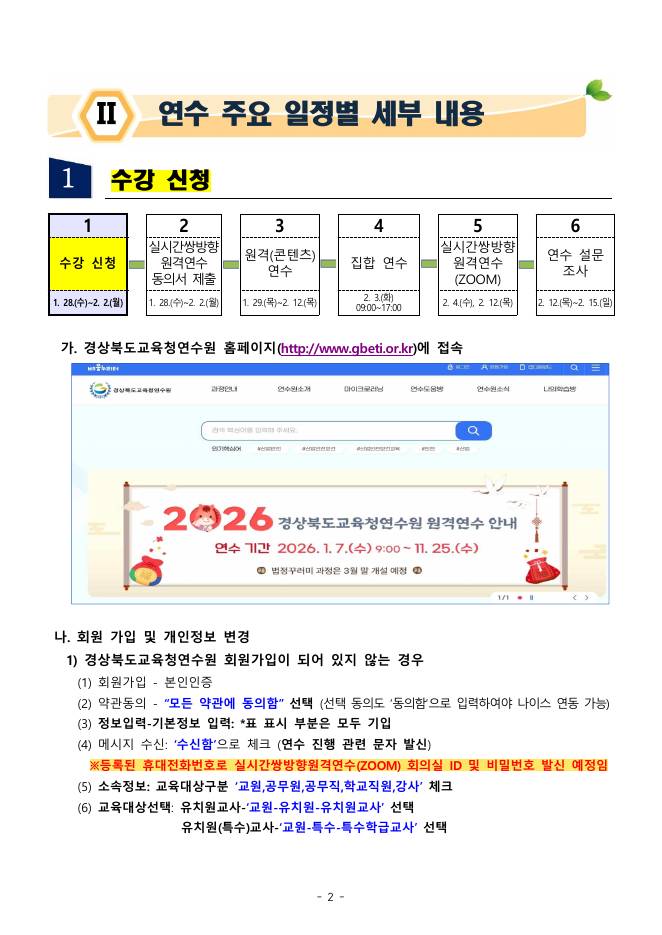 II 연수 주요 일정별 세부 내용
1 수강 신청
1 2 3 4 5 6
수강 신청
실시간쌍방향
원격연수
동의서 제출
원격(콘텐츠)
연수
집합 연수
실시간쌍방향
원격연수
(ZOOM)
연수 설문
조사
1. 28.(수)~2. 2.(월)
1. 28.(수)~2. 2.(월)
1. 29.(목)~2. 12.(목)
2. 3.(화)
09:00~17:00
2. 4.(수), 2. 12.(목)
2. 12.(목)~2. 15.(일)
가. 경상북도교육청연수원 홈페이지(http://www.gbeti.or.kr)에 접속
경상북도교육청연수원 과정안내 연수원소개 마이크로러닝 연수도움방 연수원소식 나의학습방
검색 핵심어를 입력해 주세요.
인기핵심어
2026 경상북도교육청연수원 원격연수 안내
연수 기간 2026. 1. 7.(수) 9:00 ~ 11. 25.(수)
법정꾸러미 과정은 3월 말 개설 예정
1/1
나. 회원 가입 및 개인정보 변경
1) 경상북도교육청연수원 회원가입이 되어 있지 않는 경우
(1) 회원가입 - 본인인증
(2) 약관동의 - “모든 약관에 동의함” 선택 (선택 동의도 ‘동의함’으로 입력하여야 나이스 연동 가능)
(3) 정보입력-기본정보 입력: *표 표시 부분은 모두 기입
(4) 메시지 수신: ‘수신함’으로 체크 (연수 진행 관련 문자 발신)
※등록된 휴대전화번호로 실시간쌍방향원격연수(ZOOM) 회의실 ID 및 비밀번호 발신 예정임
(5) 소속정보: 교육대상구분 ‘교원,공무원,공무직,학교직원,강사’ 체크
(6) 교육대상선택: 유치원교사-‘교원-유치원-유치원교사’ 선택
유치원(특수)교사-‘교원-특수-특수학급교사’ 선택
- 2 -